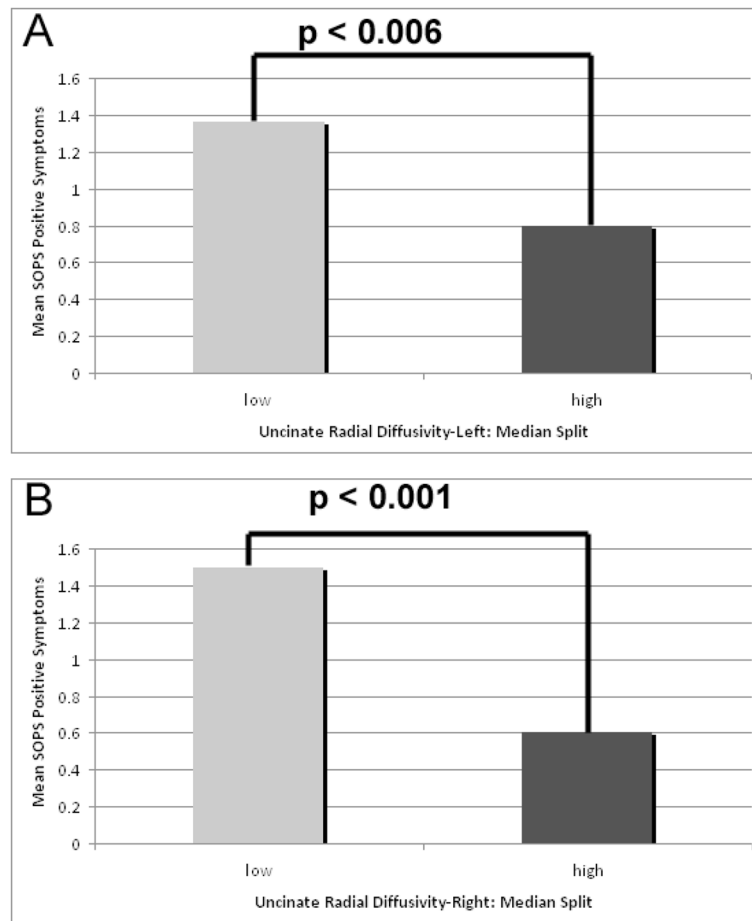 A
p < 0.006
Mean SOPS Positive Symptoms
1.6
1.4
1.2
1
0.8
0.6
0.4
0.2
0
low high
Uncinate Radial Diffusivity-Left: Median Split
B
p < 0.001
Mean SOPS Positive Symptoms
1.6
1.4
1.2
1
0.8
0.6
0.4
0.2
0
low high
Uncinate Radial Diffusivity-Right: Median Split